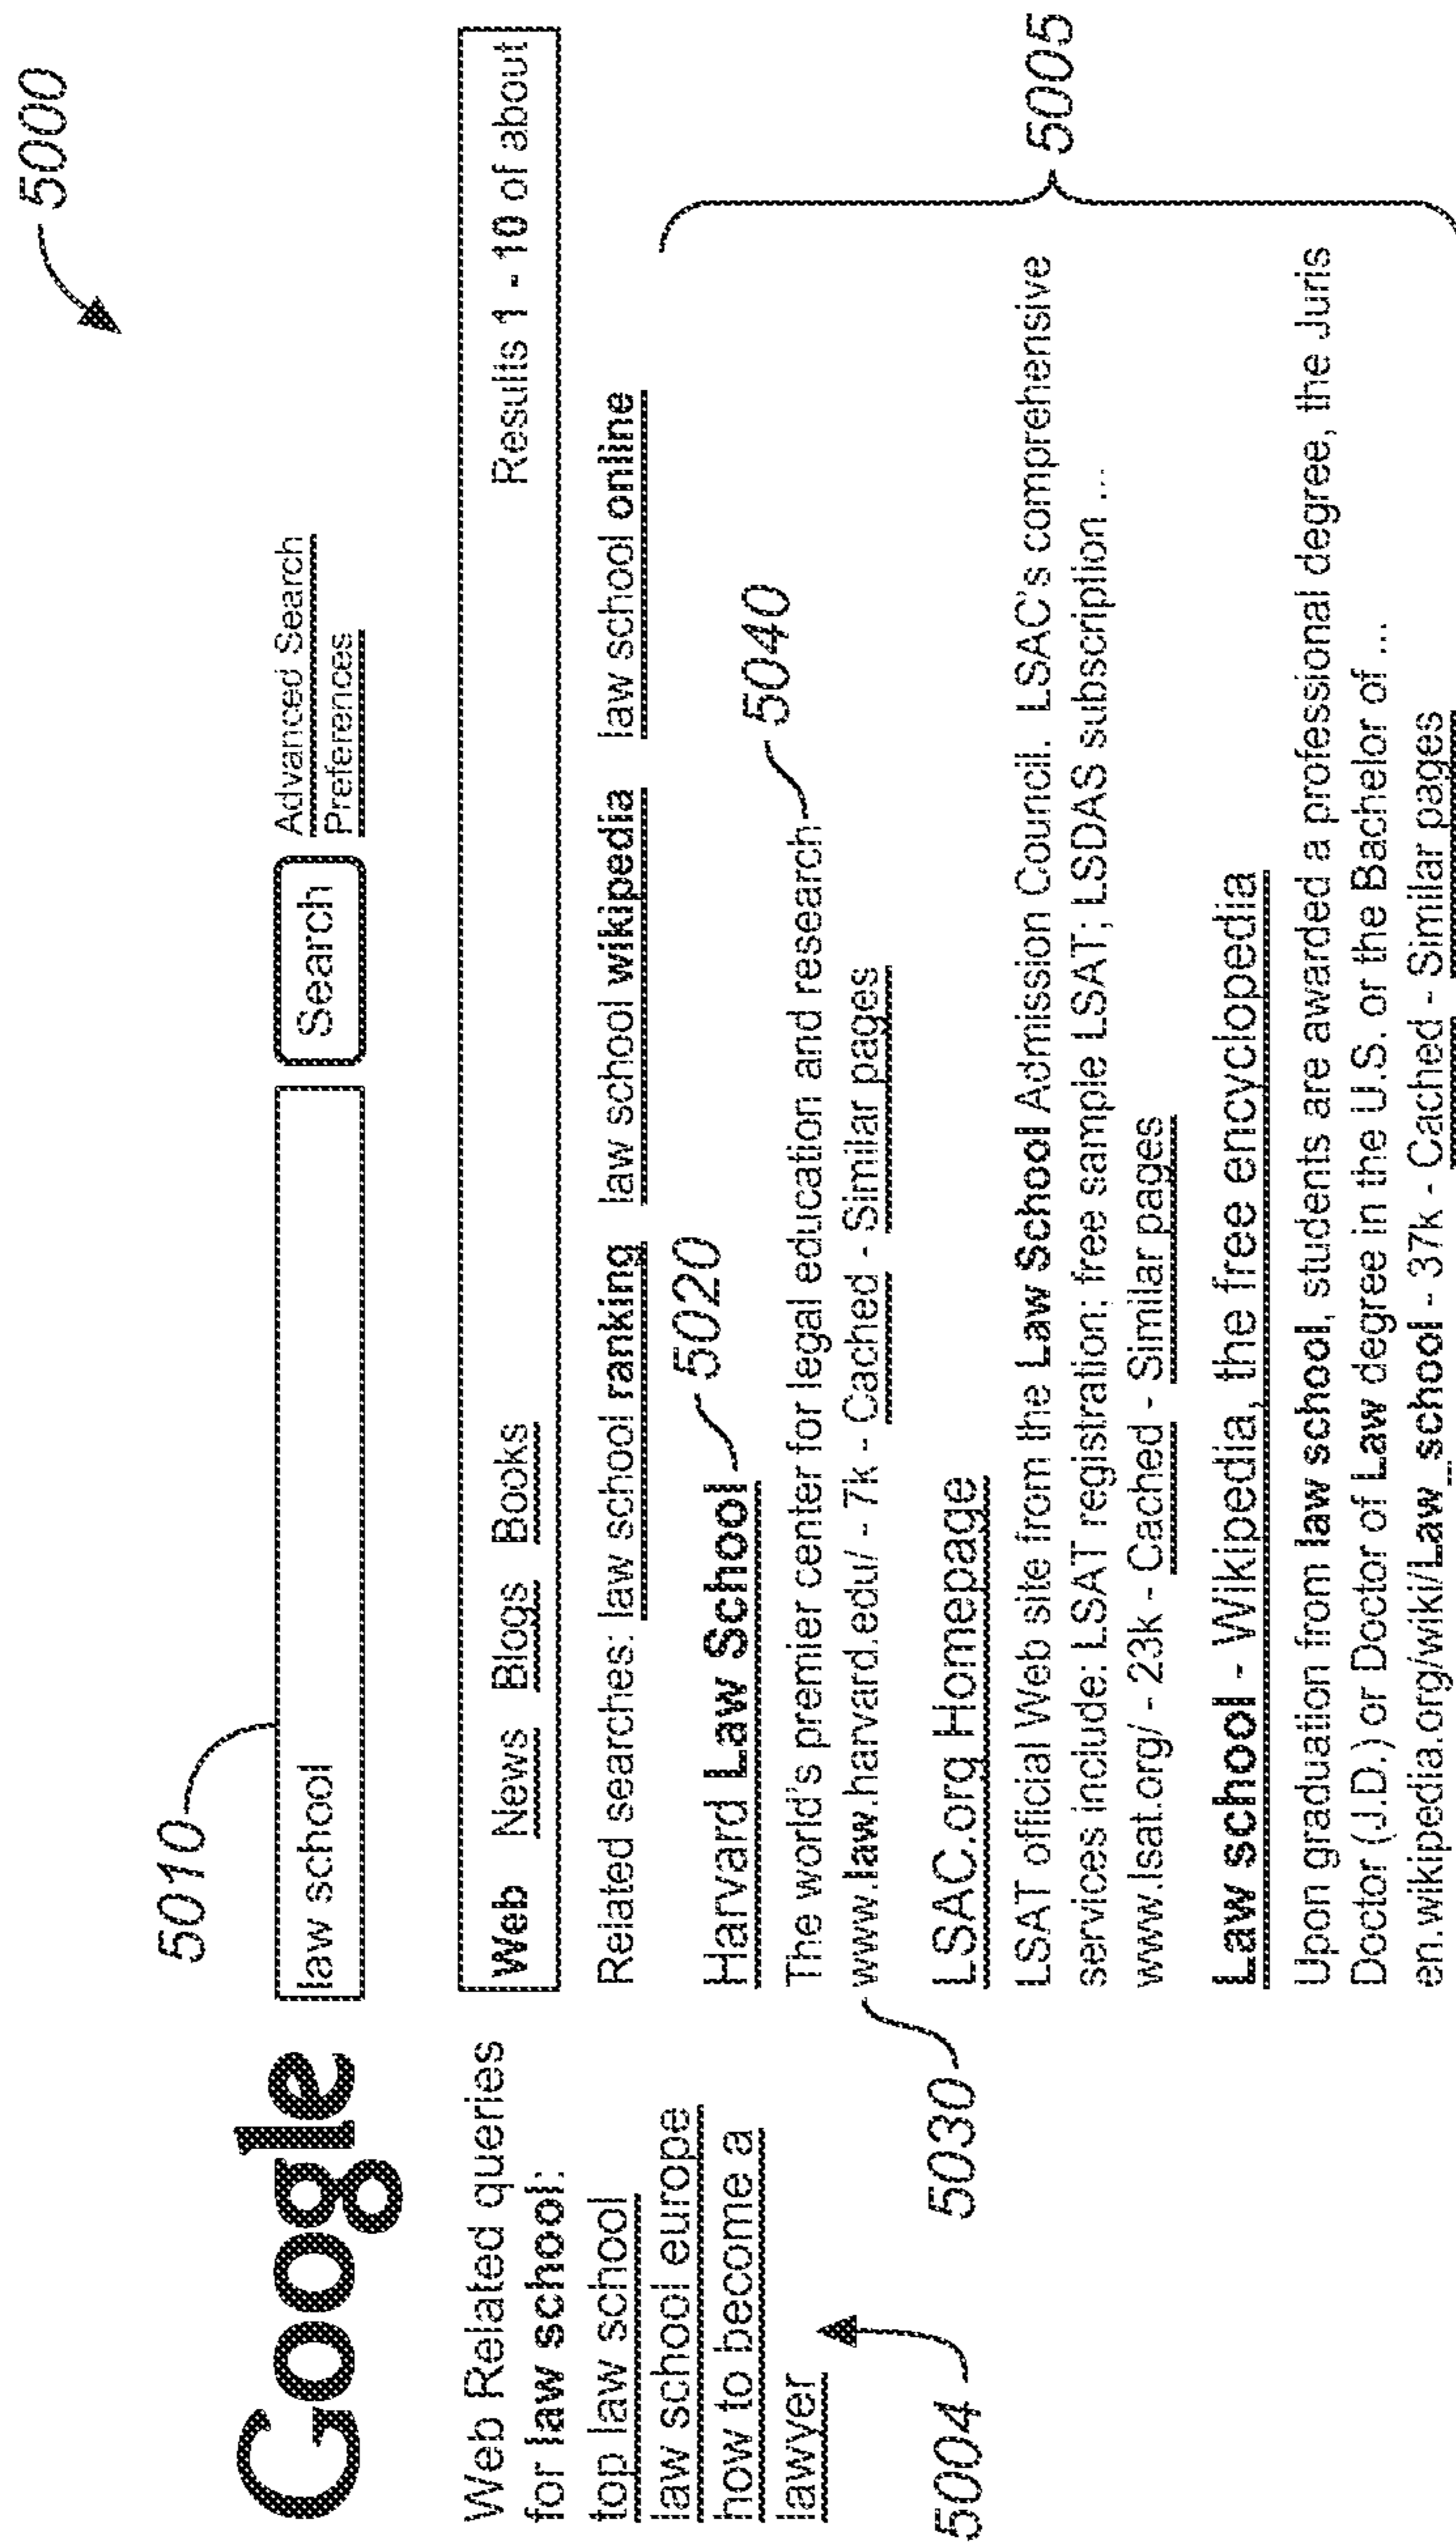 5000
5010
Google
law school
Search
Advanced Search
Preferences
Web News Blogs Books Results 1 - 10 of about
Web Related queries
for law school:
top law school
law school europe
how to become a
lawyer
5004
Related searches: law school ranking law school wikipedia law school online
Harvard Law School 5020
The world's premier center for legal education and research 5040
www.law.harvard.edu/ - 7k - Cached - Similar pages
5030
LSAC.org Homepage
LSAT official Web site from the Law School Admission Council. LSAC's comprehensive
services include: LSAT registration; free sample LSAT; LSDAS subscription ...
www.lsat.org/ - 23k - Cached - Similar pages
5005
Law school - Wikipedia, the free encyclopedia
Upon graduation from law school, students are awarded a professional degree, the Juris
Doctor (J.D.) or Doctor of Law degree in the U.S. or the Bachelor of ...
en.wikipedia.org/wiki/Law_school - 37k - Cached - Similar pages